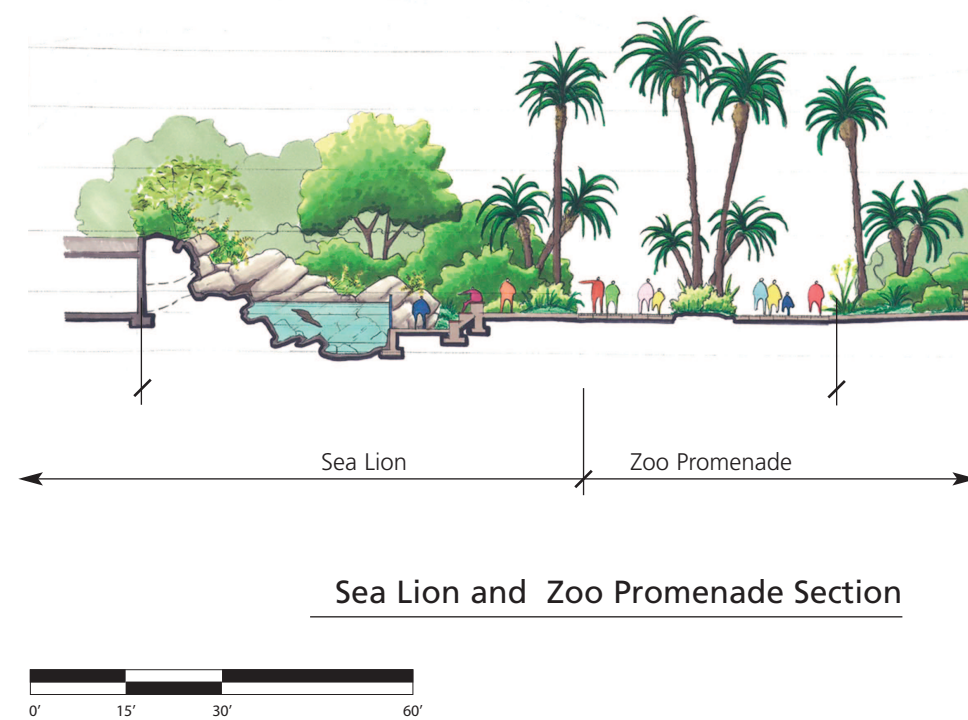 Sea Lion
Zoo Promenade
Sea Lion and Zoo Promenade Section
0’ 15’ 30’ 60’